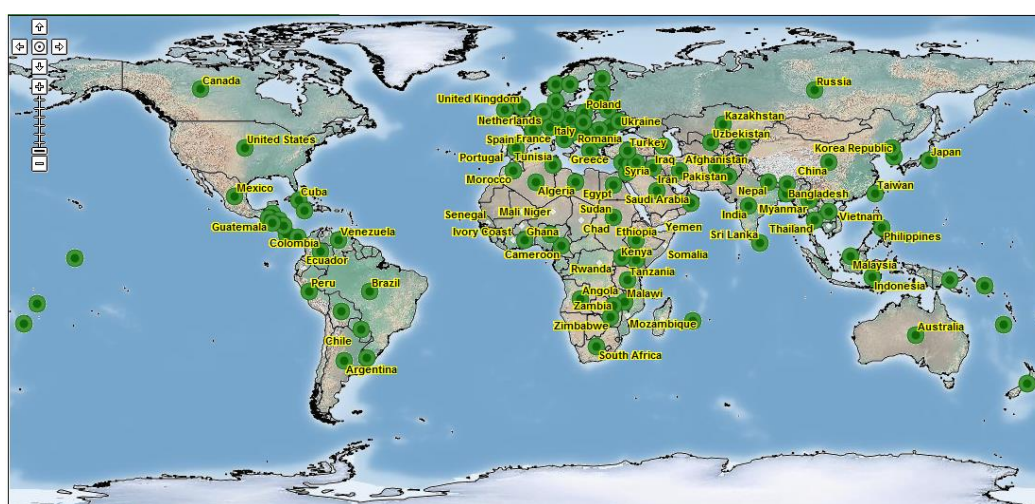 Canada
Russia
United Kingdom
Poland
Netherlands
Ukraine
Kazakhstan
United States
Spain
France
Italy
Romania
Turkey
Uzbekistan
Korea Republic
Japan
Portugal
Tunisia
Greece
Syria
Iraq
Afghanistan
China
Morocco
Iran
Pakistan
Mexico
Cuba
Algeria
Egypt
Saudi Arabia
Nepal
Bangladesh
Taiwan
Guatemala
Senegal
Mali
Niger
Sudan
India
Myanmar
Vietnam
Venezuela
Ivory Coast
Ghana
Chad
Ethiopia
Yemen
Sri Lanka
Thailand
Philippines
Colombia
Cameroon
Kenya
Somalia
Ecuador
Rwanda
Tanzania
Malaysia
Peru
Brazil
Angola
Malawi
Indonesia
Zambia
Chile
Zimbabwe
Mozambique
Australia
Argentina
South Africa